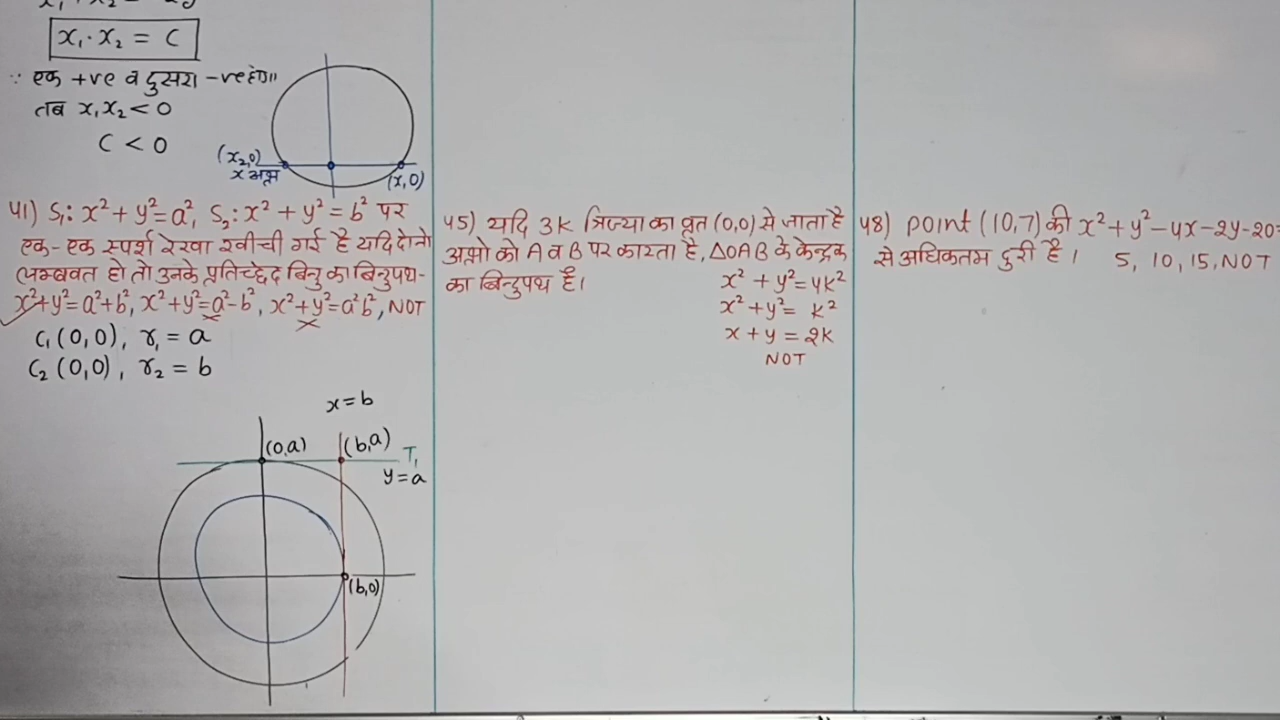 x₁·x₂ = C
∵ एक +ve व दुसरा -ve होगा
तब x₁x₂ < 0
C < 0
(x₂,0)
x अक्ष
(x,0)
41) S₁: x² + y² = a², S₂: x² + y² = b² पर
एक-एक स्पर्श रेखा खींची गई है यदि दोनो
लम्बवत हो तो उनके प्रतिच्छेद बिन्दु का बिन्दुपथ-
x²+y²=a²+b², x²+y²=a²-b², x²+y²=a²b², NOT
C₁(0,0), r₁ = a
C₂(0,0), r₂ = b
x=b
(0,a)
(b,a)
T₁
y=a
(b,0)
45) यदि 3K त्रिज्या का वृत (0,0) से जाता है
अक्षो को A व B पर काटता है, ΔOAB के केन्द्रक
का बिन्दुपथ है।
x² + y² = 4K²
x² + y² = K²
x + y = 2K
NOT
48) point (10,7) की x² + y² - 4x - 2y - 20=
से अधिकतम दुरी है। 5, 10, 15, NOT